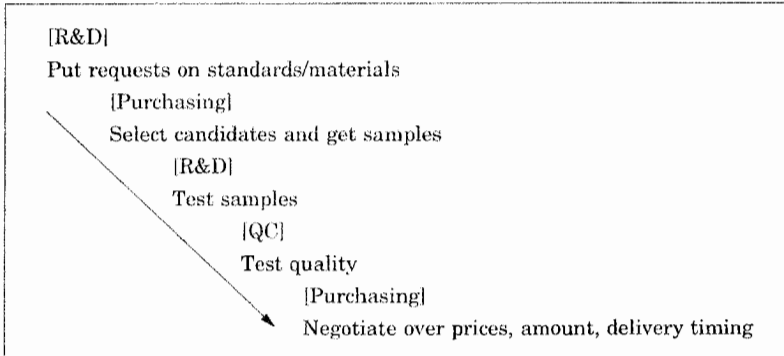 [R&D]
Put requests on standards/materials
[Purchasing]
Select candidates and get samples
[R&D]
Test samples
[QC]
Test quality
[Purchasing]
Negotiate over prices, amount, delivery timing